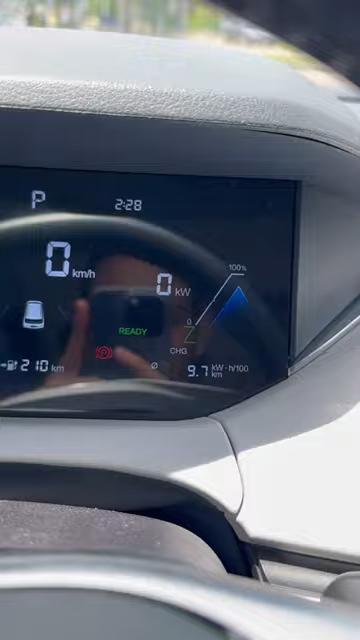 P 2:28
0 km/h
0 kW
100%
READY
0
CHG
210 km
Ø 9.7 kW·h/100 km